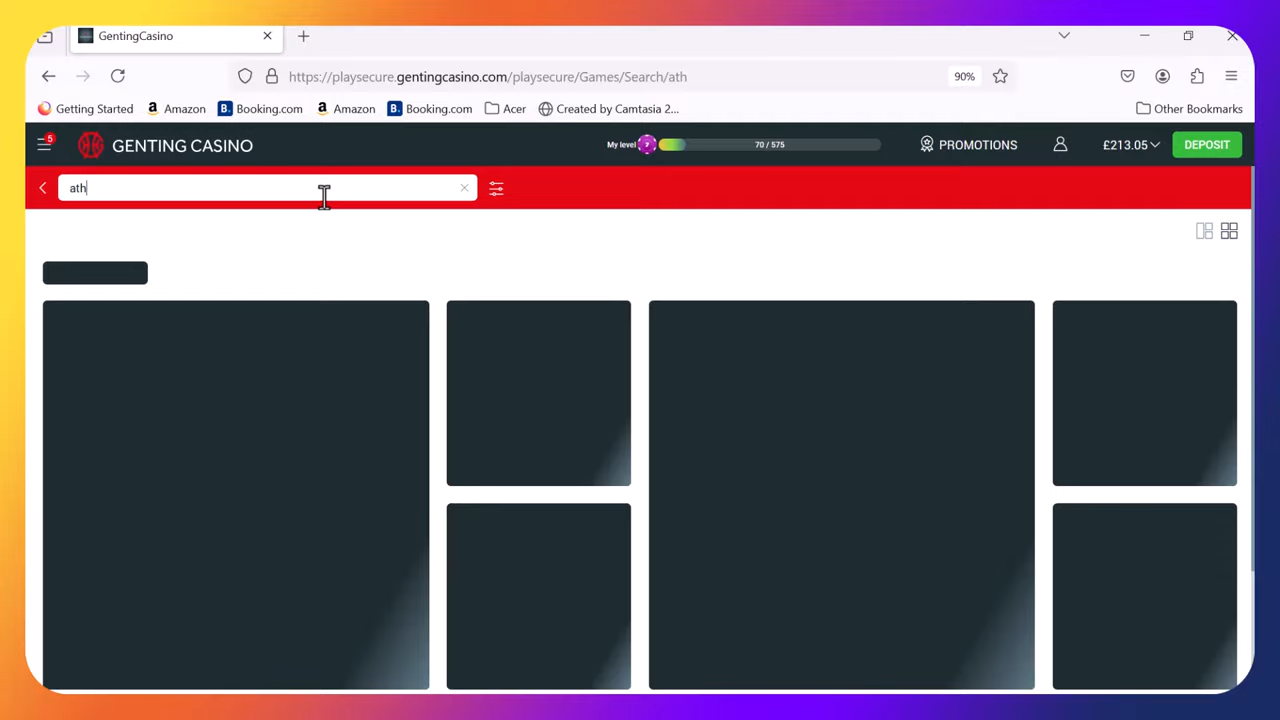 GentingCasino
https://playsecure.gentingcasino.com/playsecure/Games/Search/ath
90%
Getting Started
Amazon
B. Booking.com
Amazon
B. Booking.com
Acer
Created by Camtasia 2...
Other Bookmarks
5
GENTING CASINO
My level
7
70 / 575
PROMOTIONS
£213.05
DEPOSIT
ath